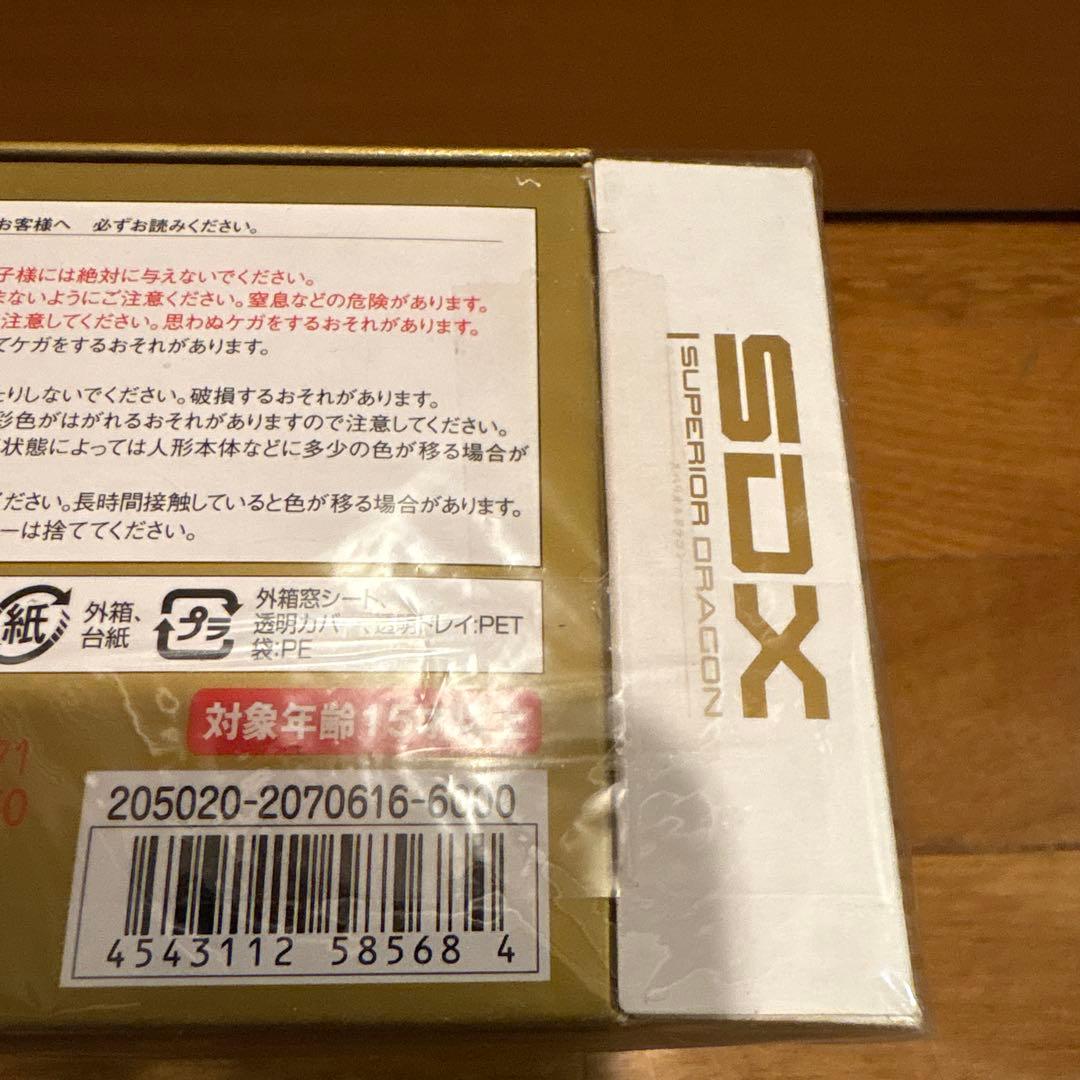 お客様へ 必ずお読みください。
子様には絶対に与えないでください。
ないようにご注意ください。窒息などの危険があります。
注意してください。思わぬケガをするおそれがあります。
てケガをするおそれがあります。
たりしないでください。破損するおそれがあります。
彩色がはがれるおそれがありますので注意してください。
状態によっては人形本体などに多少の色が移る場合が
ください。長時間接触していると色が移る場合があります。
ーは捨ててください。
紙
外箱、
台紙
プラ
外箱窓シート、
透明カバー、透明トレイ:PET
袋:PE
対象年齢15才以上
205020-2070616-6000
4543112 58568 4
SDX
SUPERIOR DRAGON